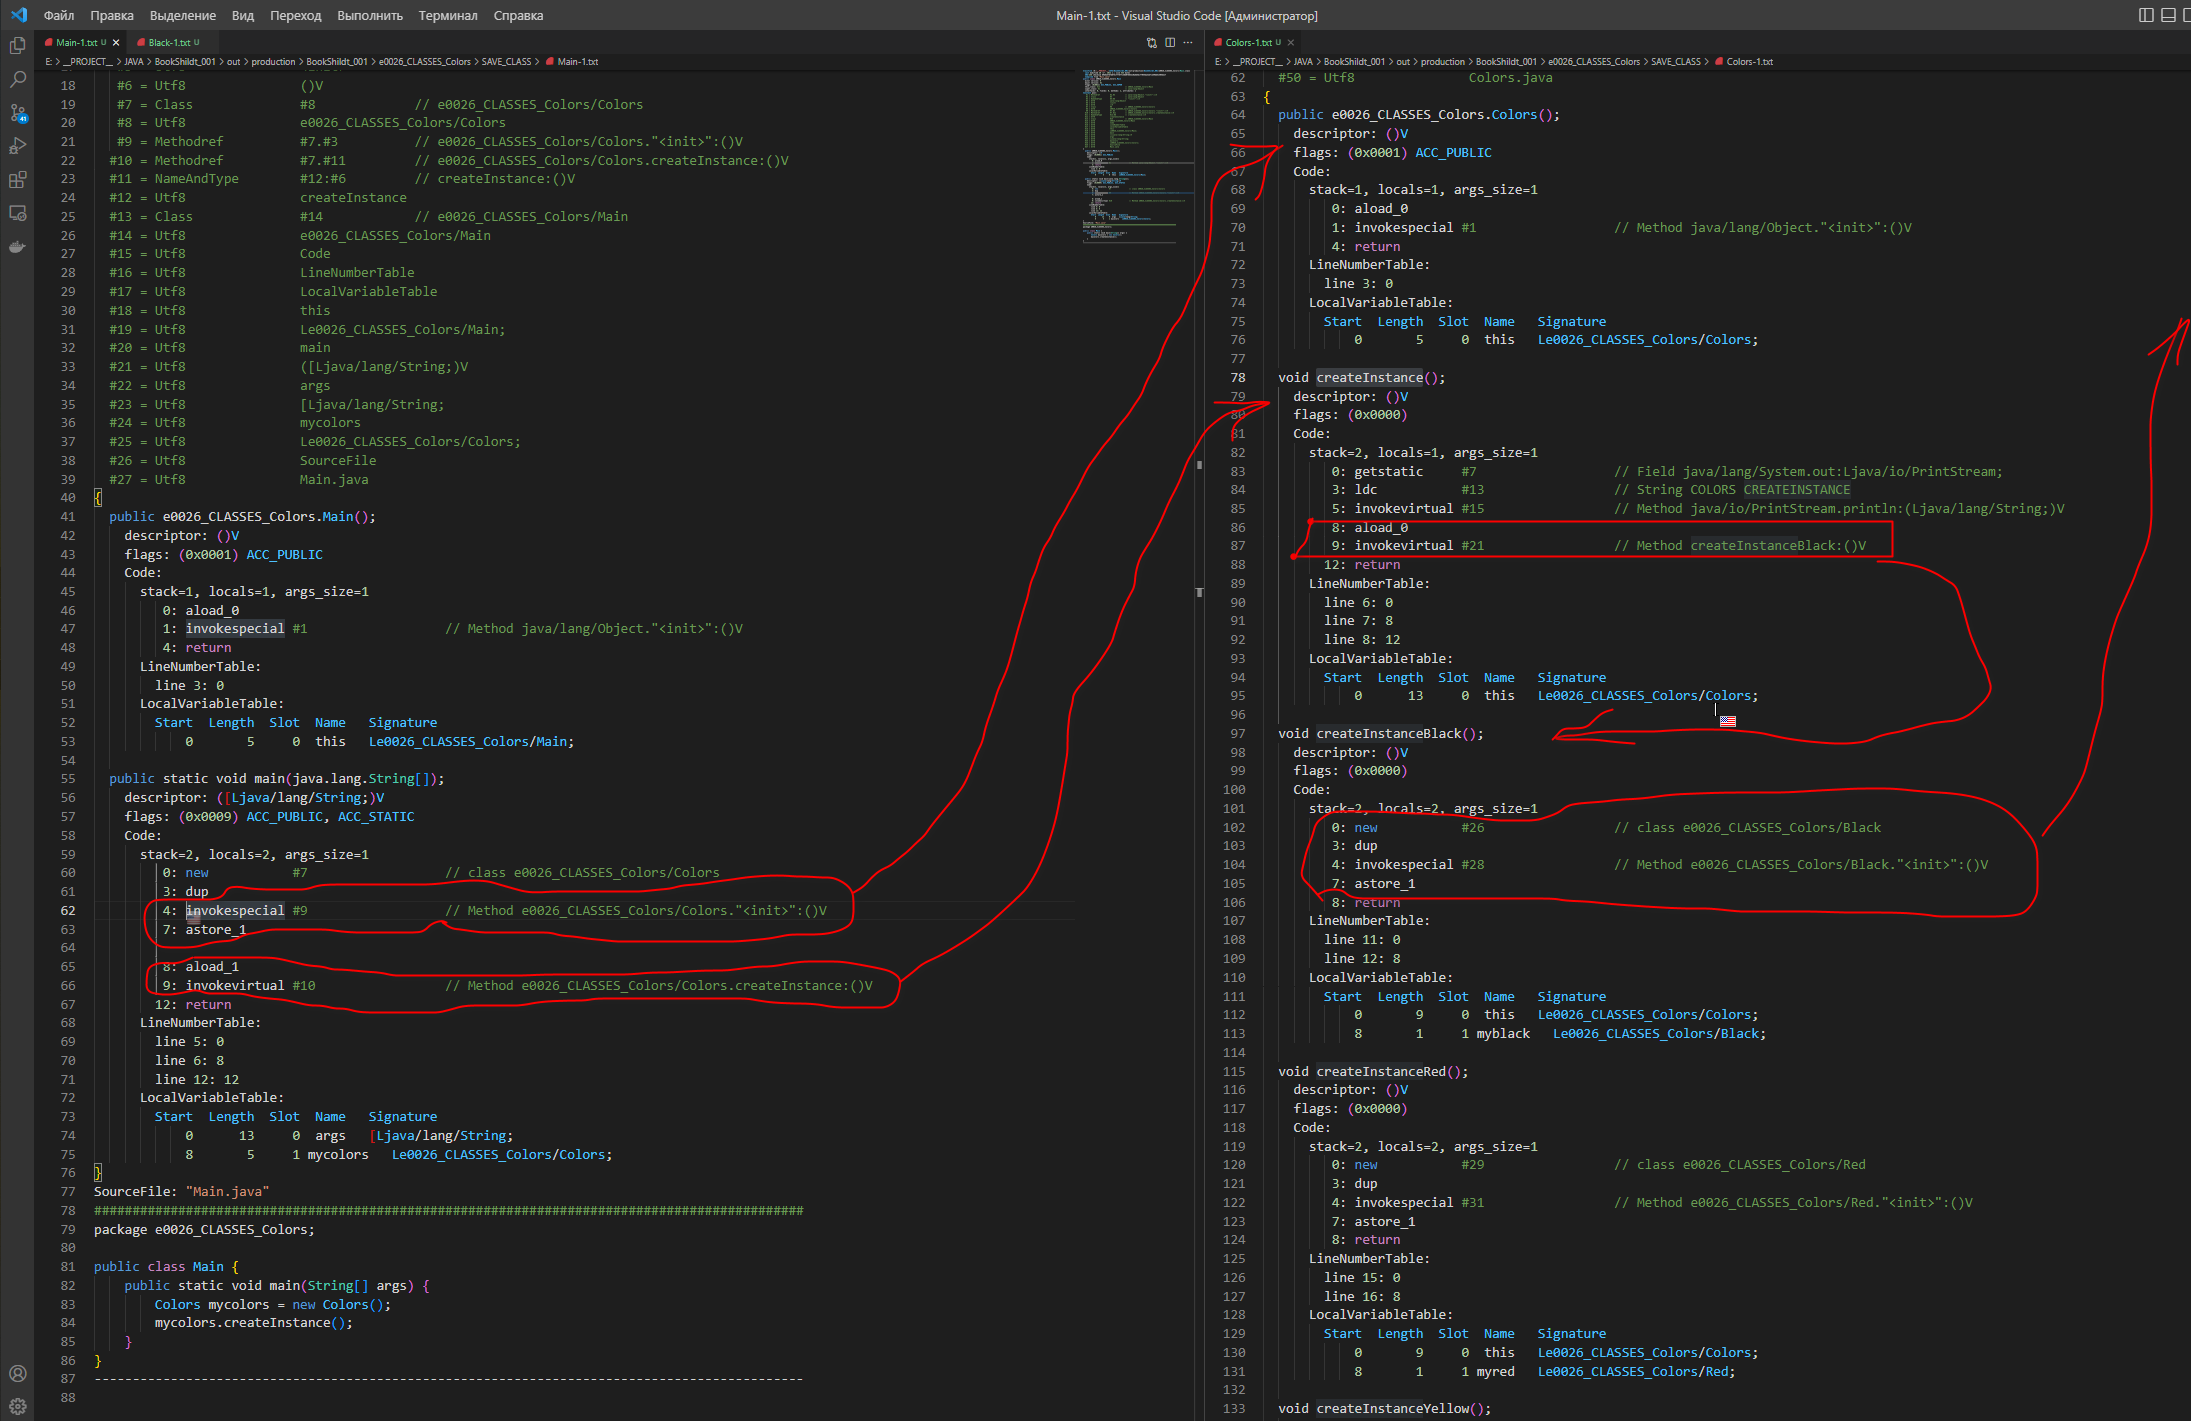 Файл Правка Выделение Вид Переход Выполнить Терминал Справка
Main-1.txt - Visual Studio Code [Администратор]
Main-1.txt U
Black-1.txt U
E: > __PROJECT__ > JAVA > BookShildt_001 > out > production > BookShildt_001 > e0026_CLASSES_Colors > SAVE_CLASS > Main-1.txt
41
18 #6 = Utf8 ()V
19 #7 = Class #8 // e0026_CLASSES_Colors/Colors
20 #8 = Utf8 e0026_CLASSES_Colors/Colors
21 #9 = Methodref #7.#3 // e0026_CLASSES_Colors/Colors."<init>":()V
22 #10 = Methodref #7.#11 // e0026_CLASSES_Colors/Colors.createInstance:()V
23 #11 = NameAndType #12:#6 // createInstance:()V
24 #12 = Utf8 createInstance
25 #13 = Class #14 // e0026_CLASSES_Colors/Main
26 #14 = Utf8 e0026_CLASSES_Colors/Main
27 #15 = Utf8 Code
28 #16 = Utf8 LineNumberTable
29 #17 = Utf8 LocalVariableTable
30 #18 = Utf8 this
31 #19 = Utf8 Le0026_CLASSES_Colors/Main;
32 #20 = Utf8 main
33 #21 = Utf8 ([Ljava/lang/String;)V
34 #22 = Utf8 args
35 #23 = Utf8 [Ljava/lang/String;
36 #24 = Utf8 mycolors
37 #25 = Utf8 Le0026_CLASSES_Colors/Colors;
38 #26 = Utf8 SourceFile
39 #27 = Utf8 Main.java
40 {
41 public e0026_CLASSES_Colors.Main();
42 descriptor: ()V
43 flags: (0x0001) ACC_PUBLIC
44 Code:
45 stack=1, locals=1, args_size=1
46 0: aload_0
47 1: invokespecial #1 // Method java/lang/Object."<init>":()V
48 4: return
49 LineNumberTable:
50 line 3: 0
51 LocalVariableTable:
52 Start Length Slot Name Signature
53 0 5 0 this Le0026_CLASSES_Colors/Main;
54
55 public static void main(java.lang.String[]);
56 descriptor: ([Ljava/lang/String;)V
57 flags: (0x0009) ACC_PUBLIC, ACC_STATIC
58 Code:
59 stack=2, locals=2, args_size=1
60 0: new #7 // class e0026_CLASSES_Colors/Colors
61 3: dup
62 4: invokespecial #9 // Method e0026_CLASSES_Colors/Colors."<init>":()V
63 7: astore_1
64
65 8: aload_1
66 9: invokevirtual #10 // Method e0026_CLASSES_Colors/Colors.createInstance:()V
67 12: return
68 LineNumberTable:
69 line 5: 0
70 line 6: 8
71 line 12: 12
72 LocalVariableTable:
73 Start Length Slot Name Signature
74 0 13 0 args [Ljava/lang/String;
75 8 5 1 mycolors Le0026_CLASSES_Colors/Colors;
76 }
77 SourceFile: "Main.java"
78 #############################################################################################
79 package e0026_CLASSES_Colors;
80
81 public class Main {
82 public static void main(String[] args) {
83 Colors mycolors = new Colors();
84 mycolors.createInstance();
85 }
86 }
87 ---------------------------------------------------------------------------------------------
88
Colors-1.txt U
E: > __PROJECT__ > JAVA > BookShildt_001 > out > production > BookShildt_001 > e0026_CLASSES_Colors > SAVE_CLASS > Colors-1.txt
62 #50 = Utf8 Colors.java
63 {
64 public e0026_CLASSES_Colors.Colors();
65 descriptor: ()V
66 flags: (0x0001) ACC_PUBLIC
67 Code:
68 stack=1, locals=1, args_size=1
69 0: aload_0
70 1: invokespecial #1 // Method java/lang/Object."<init>":()V
71 4: return
72 LineNumberTable:
73 line 3: 0
74 LocalVariableTable:
75 Start Length Slot Name Signature
76 0 5 0 this Le0026_CLASSES_Colors/Colors;
77
78 void createInstance();
79 descriptor: ()V
80 flags: (0x0000)
81 Code:
82 stack=2, locals=1, args_size=1
83 0: getstatic #7 // Field java/lang/System.out:Ljava/io/PrintStream;
84 3: ldc #13 // String COLORS CREATEINSTANCE
85 5: invokevirtual #15 // Method java/io/PrintStream.println:(Ljava/lang/String;)V
86 8: aload_0
87 9: invokevirtual #21 // Method createInstanceBlack:()V
88 12: return
89 LineNumberTable:
90 line 6: 0
91 line 7: 8
92 line 8: 12
93 LocalVariableTable:
94 Start Length Slot Name Signature
95 0 13 0 this Le0026_CLASSES_Colors/Colors;
96
97 void createInstanceBlack();
98 descriptor: ()V
99 flags: (0x0000)
100 Code:
101 stack=2, locals=2, args_size=1
102 0: new #26 // class e0026_CLASSES_Colors/Black
103 3: dup
104 4: invokespecial #28 // Method e0026_CLASSES_Colors/Black."<init>":()V
105 7: astore_1
106 8: return
107 LineNumberTable:
108 line 11: 0
109 line 12: 8
110 LocalVariableTable:
111 Start Length Slot Name Signature
112 0 9 0 this Le0026_CLASSES_Colors/Colors;
113 8 1 1 myblack Le0026_CLASSES_Colors/Black;
114
115 void createInstanceRed();
116 descriptor: ()V
117 flags: (0x0000)
118 Code:
119 stack=2, locals=2, args_size=1
120 0: new #29 // class e0026_CLASSES_Colors/Red
121 3: dup
122 4: invokespecial #31 // Method e0026_CLASSES_Colors/Red."<init>":()V
123 7: astore_1
124 8: return
125 LineNumberTable:
126 line 15: 0
127 line 16: 8
128 LocalVariableTable:
129 Start Length Slot Name Signature
130 0 9 0 this Le0026_CLASSES_Colors/Colors;
131 8 1 1 myred Le0026_CLASSES_Colors/Red;
132
133 void createInstanceYellow();